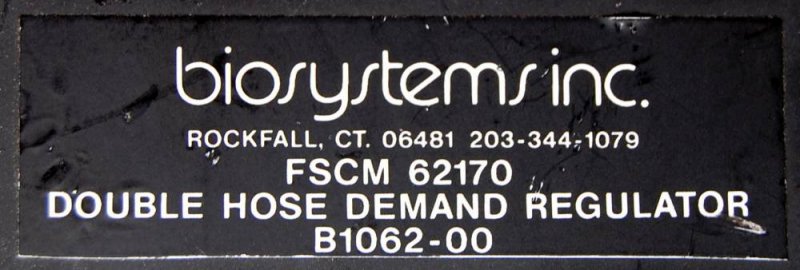 biosystems inc.
ROCKFALL, CT. 06481 203-344-1079
FSCM 62170
DOUBLE HOSE DEMAND REGULATOR
B1062-00